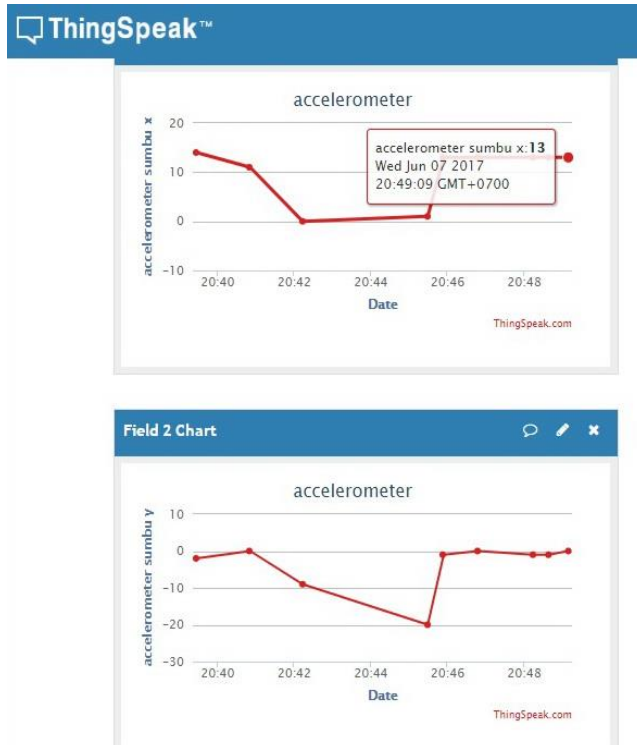 ThingSpeak™
accelerometer
accelerometer sumbu x
20
10
0
-10
accelerometer sumbu x:13
Wed Jun 07 2017
20:49:09 GMT+0700
20:40 20:42 20:44 20:46 20:48
Date
ThingSpeak.com
Field 2 Chart
accelerometer
accelerometer sumbu y
10
0
-10
-20
-30
20:40 20:42 20:44 20:46 20:48
Date
ThingSpeak.com